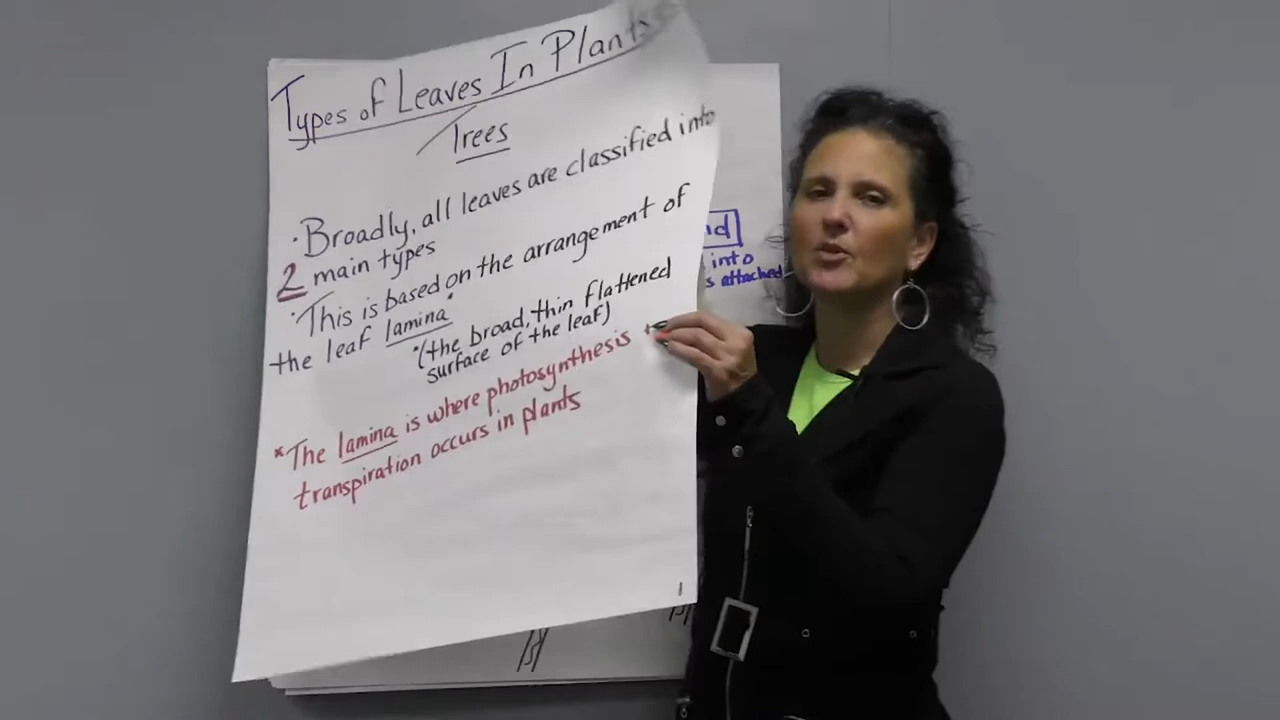 Types of Leaves In Plants
Trees
· Broadly, all leaves are classified into
2 main types
· This is based on the arrangement of
the leaf lamina*
*(the broad, thin flattened
surface of the leaf)
*The lamina is where photosynthesis +
transpiration occurs in plants
1
nd
into
s attached